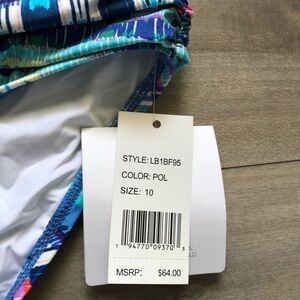 STYLE: LB1BF95
COLOR: POL
SIZE: 10
1 94770 09370 3
MSRP: $64.00